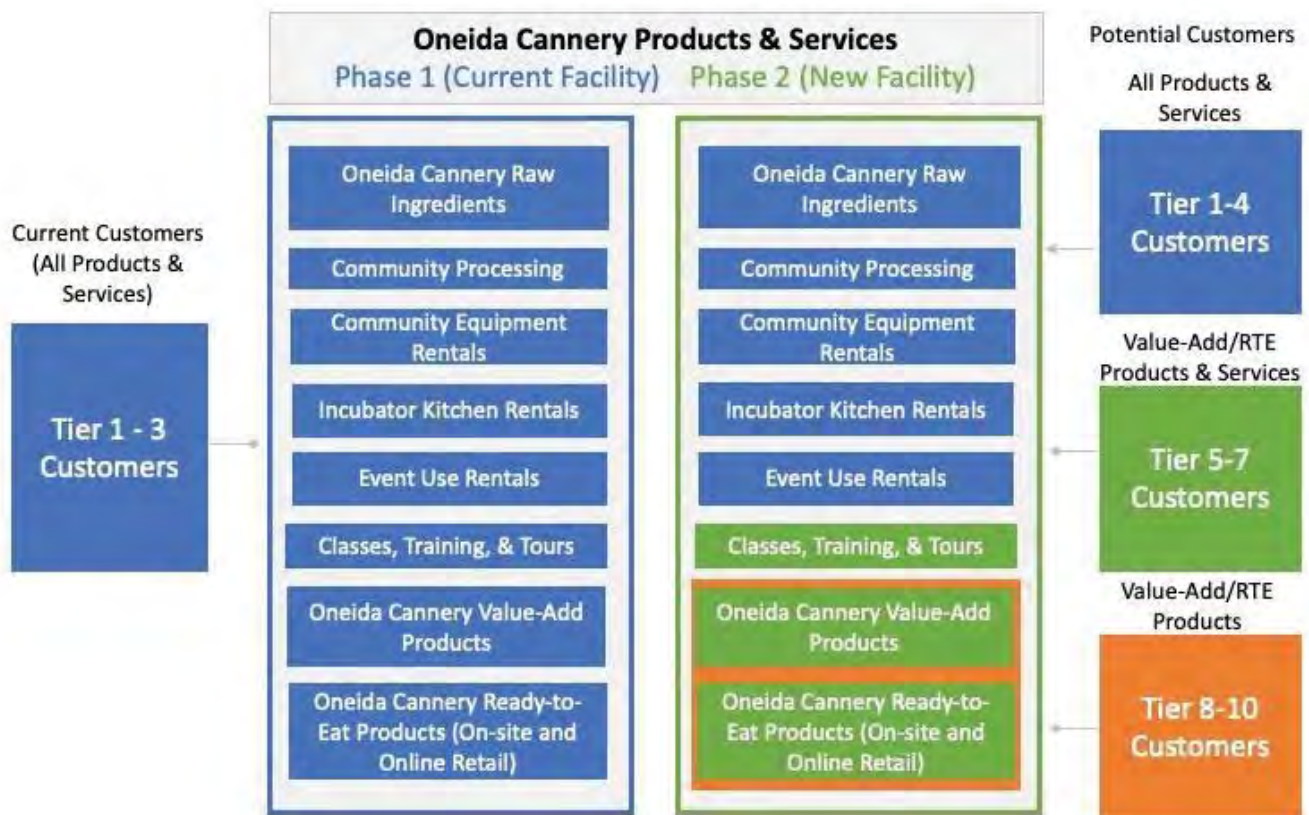 Oneida Cannery Products & Services
Phase 1 (Current Facility) Phase 2 (New Facility)
Current Customers
(All Products &
Services)
Tier 1 - 3
Customers
Oneida Cannery Raw
Ingredients
Community Processing
Community Equipment
Rentals
Incubator Kitchen Rentals
Event Use Rentals
Classes, Training, & Tours
Oneida Cannery Value-Add
Products
Oneida Cannery Ready-to-
Eat Products (On-site and
Online Retail)
Oneida Cannery Raw
Ingredients
Community Processing
Community Equipment
Rentals
Incubator Kitchen Rentals
Event Use Rentals
Classes, Training, & Tours
Oneida Cannery Value-Add
Products
Oneida Cannery Ready-to-
Eat Products (On-site and
Online Retail)
Potential Customers
All Products &
Services
Tier 1-4
Customers
Value-Add/RTE
Products & Services
Tier 5-7
Customers
Value-Add/RTE
Products
Tier 8-10
Customers